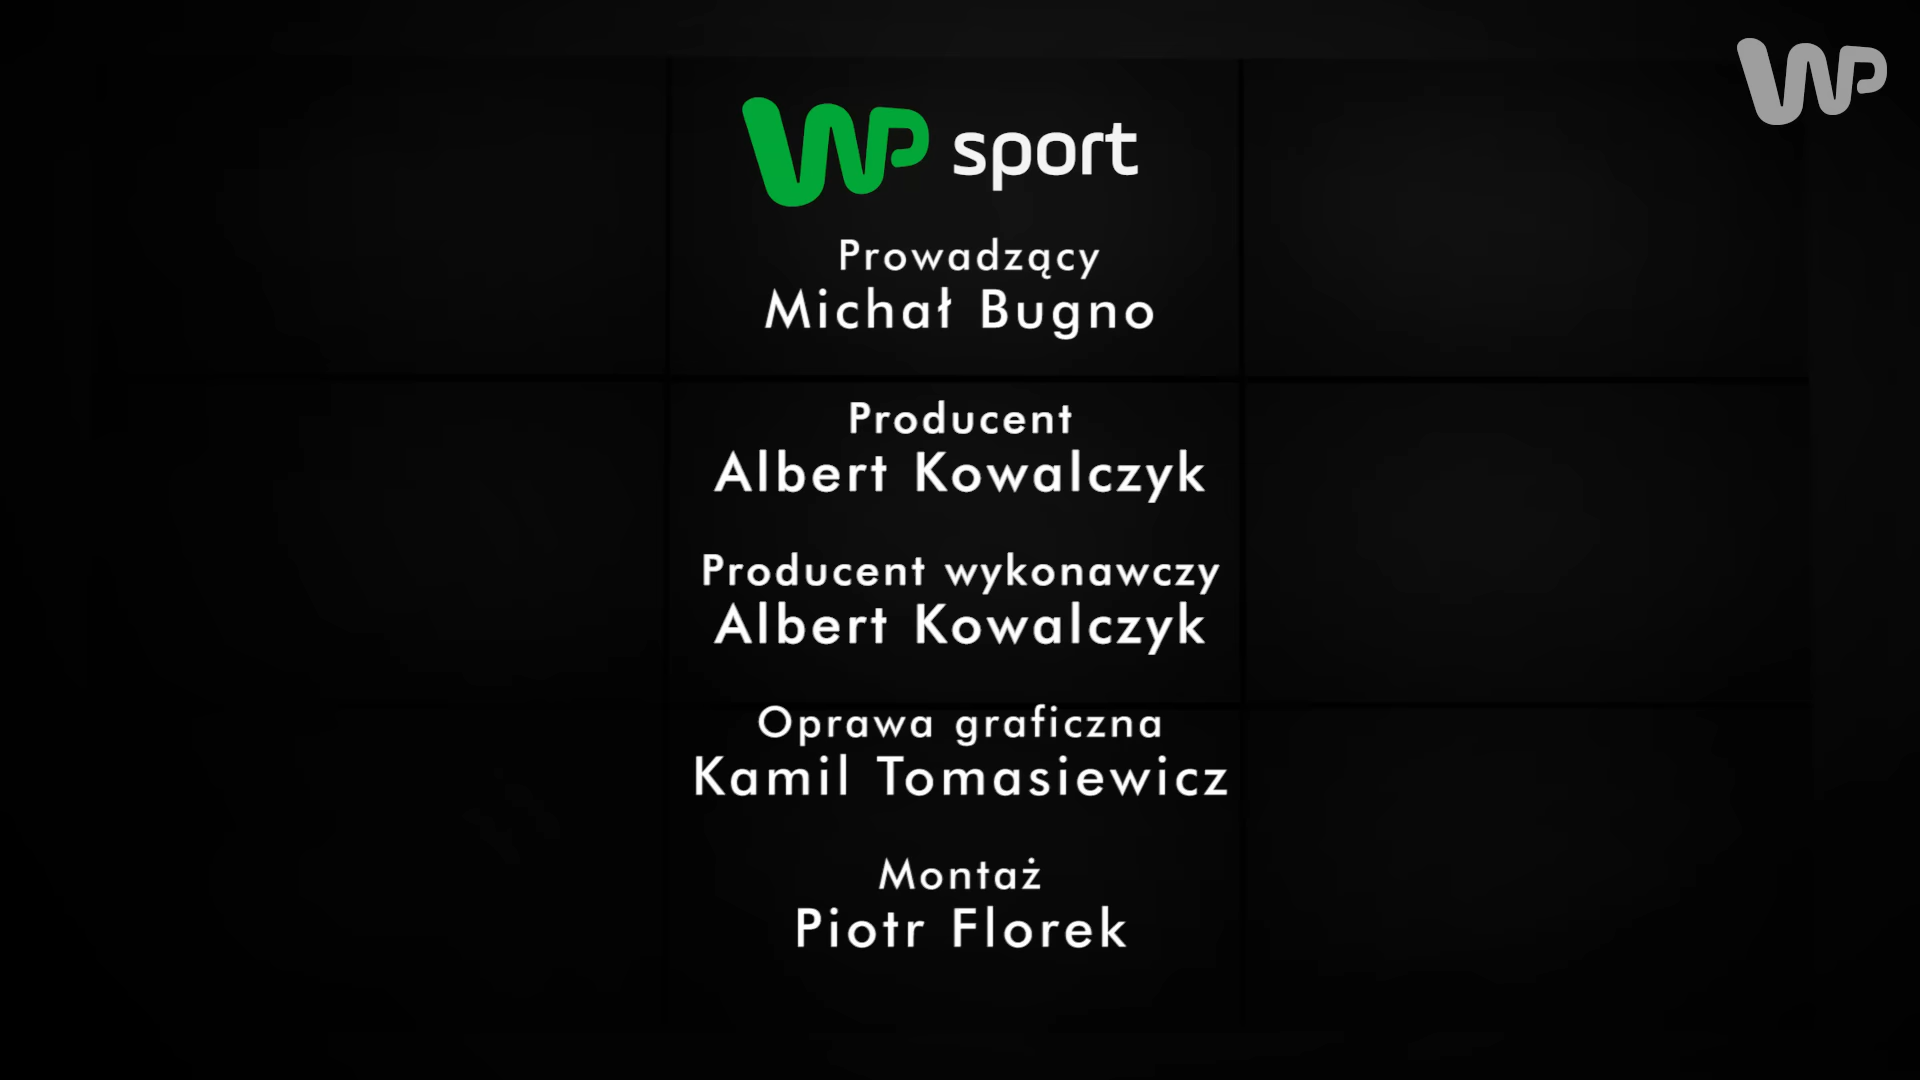 WP
WP sport
Prowadzący
Michał Bugno
Producent
Albert Kowalczyk
Producent wykonawczy
Albert Kowalczyk
Oprawa graficzna
Kamil Tomasiewicz
Montaż
Piotr Florek